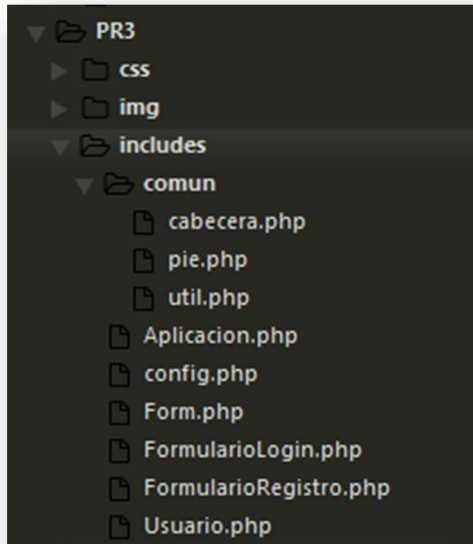 PR3
css
img
includes
comun
cabecera.php
pie.php
util.php
Aplicacion.php
config.php
Form.php
FormularioLogin.php
FormularioRegistro.php
Usuario.php